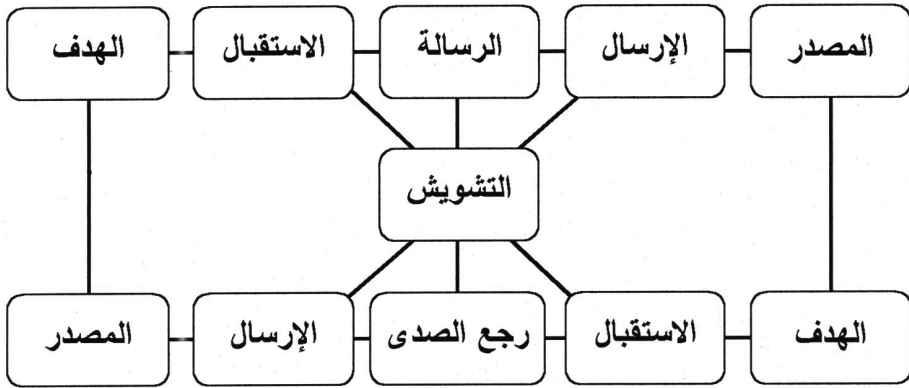 المصدر
الإرسال
الرسالة
الاستقبال
الهدف
التشويش
الهدف
الاستقبال
رجع الصدى
الإرسال
المصدر